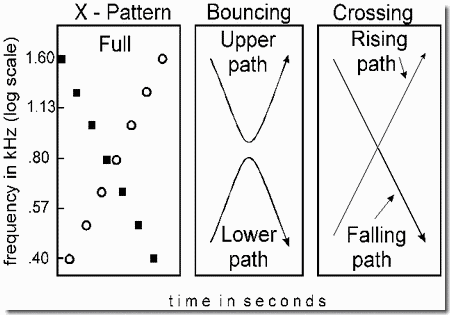 X - Pattern
Bouncing
Crossing
Full
Upper
path
Rising
path
frequency in kHz (log scale)
1.60
1.13
.80
.57
.40
Lower
path
Falling
path
time in seconds